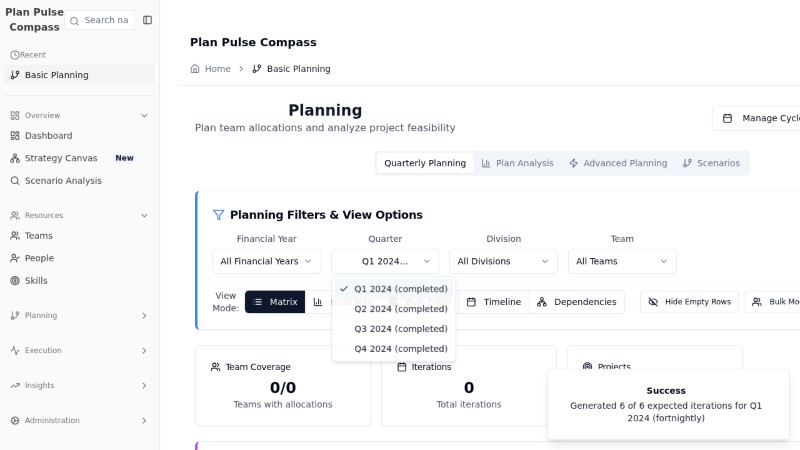 Plan Pulse
Compass
Search na
Recent
Basic Planning
Overview
Dashboard
Strategy Canvas New
Scenario Analysis
Resources
Teams
People
Skills
Planning
Execution
Insights
Administration
Plan Pulse Compass
Home > Basic Planning
Planning
Plan team allocations and analyze project feasibility
Manage Cycle
Quarterly Planning
Plan Analysis
Advanced Planning
Scenarios
Planning Filters & View Options
Financial Year
Quarter
Division
Team
All Financial Years
Q1 2024...
All Divisions
All Teams
Q1 2024 (completed)
Q2 2024 (completed)
Q3 2024 (completed)
Q4 2024 (completed)
View
Mode:
Matrix
Timeline
Dependencies
Hide Empty Rows
Bulk Mo
Team Coverage
0/0
Teams with allocations
Iterations
0
Total iterations
Projects
Success
Generated 6 of 6 expected iterations for Q1
2024 (fortnightly)